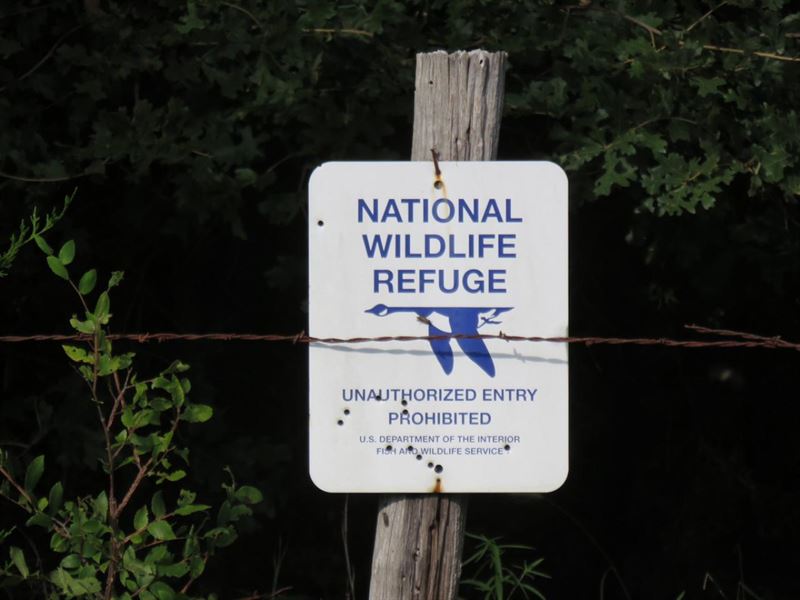 NATIONAL
WILDLIFE
REFUGE
UNAUTHORIZED ENTRY
PROHIBITED
U.S. DEPARTMENT OF THE INTERIOR
FISH AND WILDLIFE SERVICE